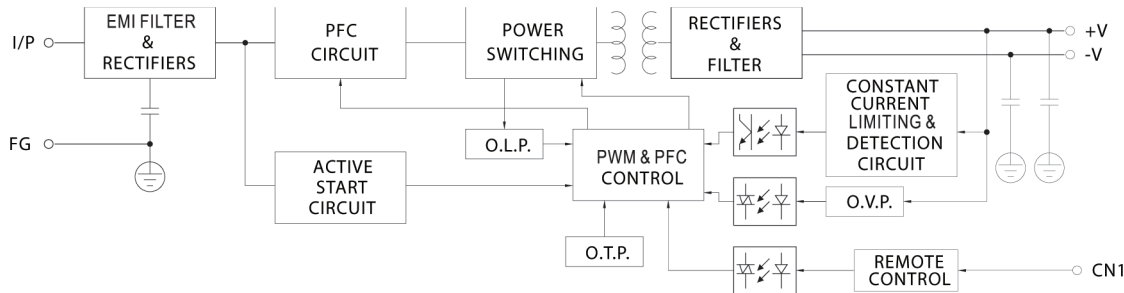 I/P
EMI FILTER
&
RECTIFIERS
PFC
CIRCUIT
POWER
SWITCHING
RECTIFIERS
&
FILTER
+V
-V
FG
O.L.P.
ACTIVE
START
CIRCUIT
PWM & PFC
CONTROL
CONSTANT
CURRENT
LIMITING &
DETECTION
CIRCUIT
O.V.P.
O.T.P.
REMOTE
CONTROL
CN1